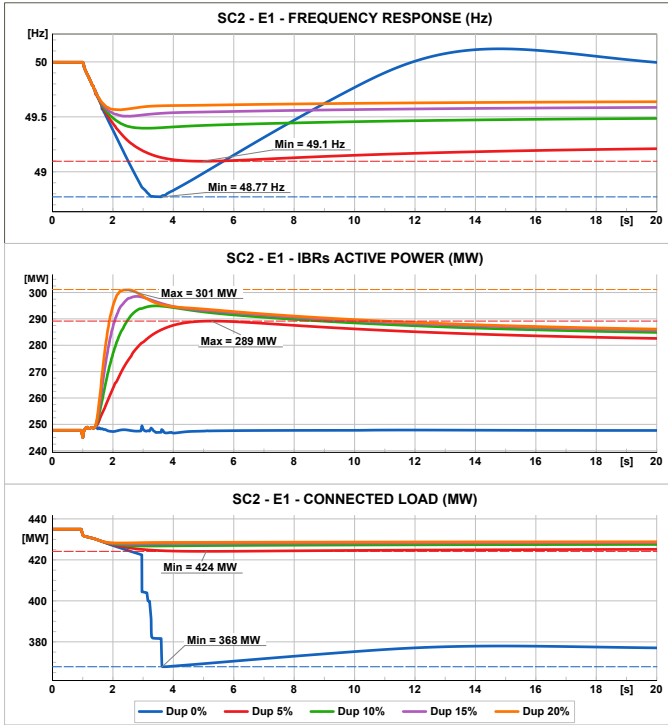 SC2 - E1 - FREQUENCY RESPONSE (Hz)
[Hz]
50
49.5
49
Min = 49.1 Hz
Min = 48.77 Hz
0 2 4 6 8 10 12 14 16 18 [s] 20
SC2 - E1 - IBRs ACTIVE POWER (MW)
[MW]
300
290
280
270
260
250
240
Max = 301 MW
Max = 289 MW
0 2 4 6 8 10 12 14 16 18 [s] 20
SC2 - E1 - CONNECTED LOAD (MW)
440
[MW]
420
400
380
Min = 424 MW
Min = 368 MW
0 2 4 6 8 10 12 14 16 18 [s] 20
Dup 0% Dup 5% Dup 10% Dup 15% Dup 20%